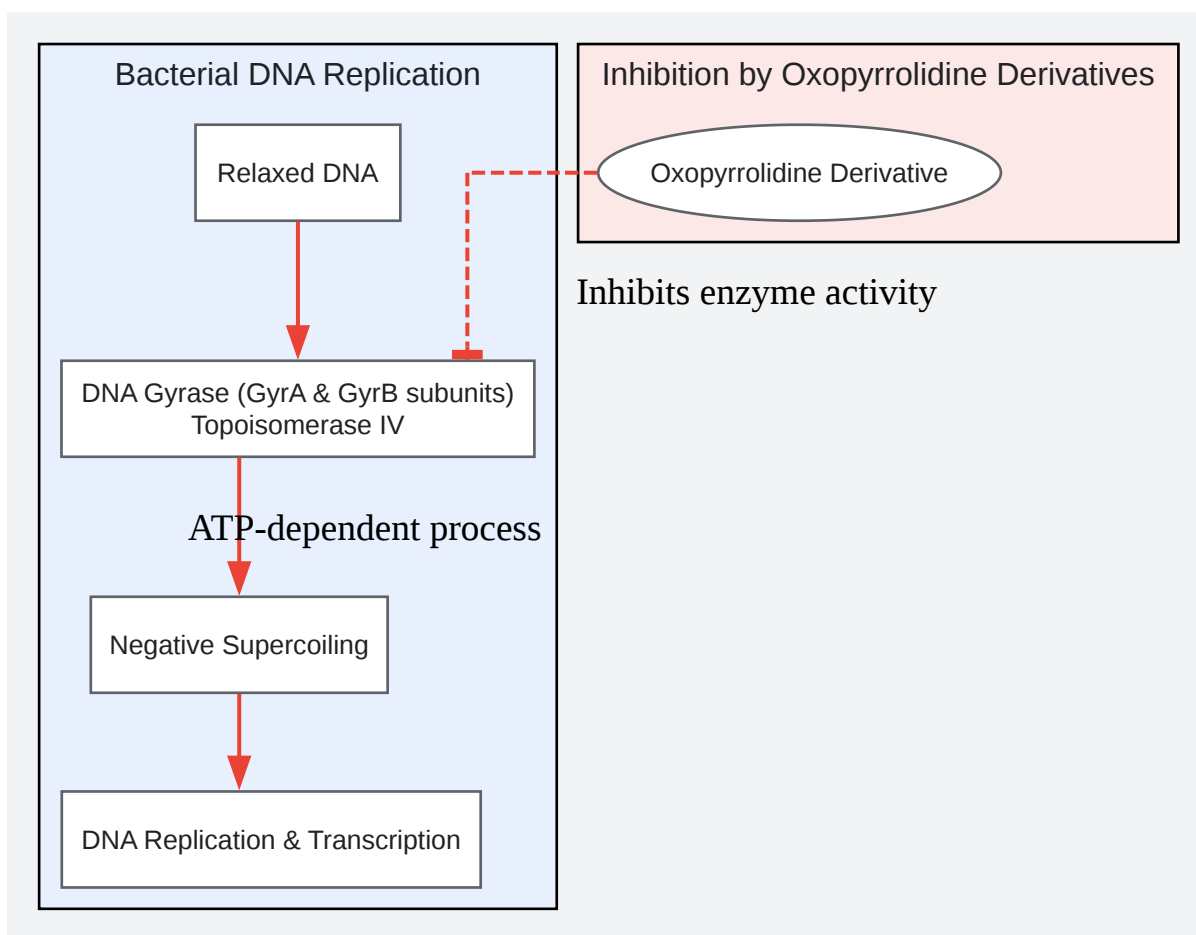 Bacterial DNA Replication
Relaxed DNA
DNA Gyrase (GyrA & GyrB subunits)
Topoisomerase IV
ATP-dependent process
Negative Supercoiling
DNA Replication & Transcription
Inhibition by Oxopyrrolidine Derivatives
Oxopyrrolidine Derivative
Inhibits enzyme activity